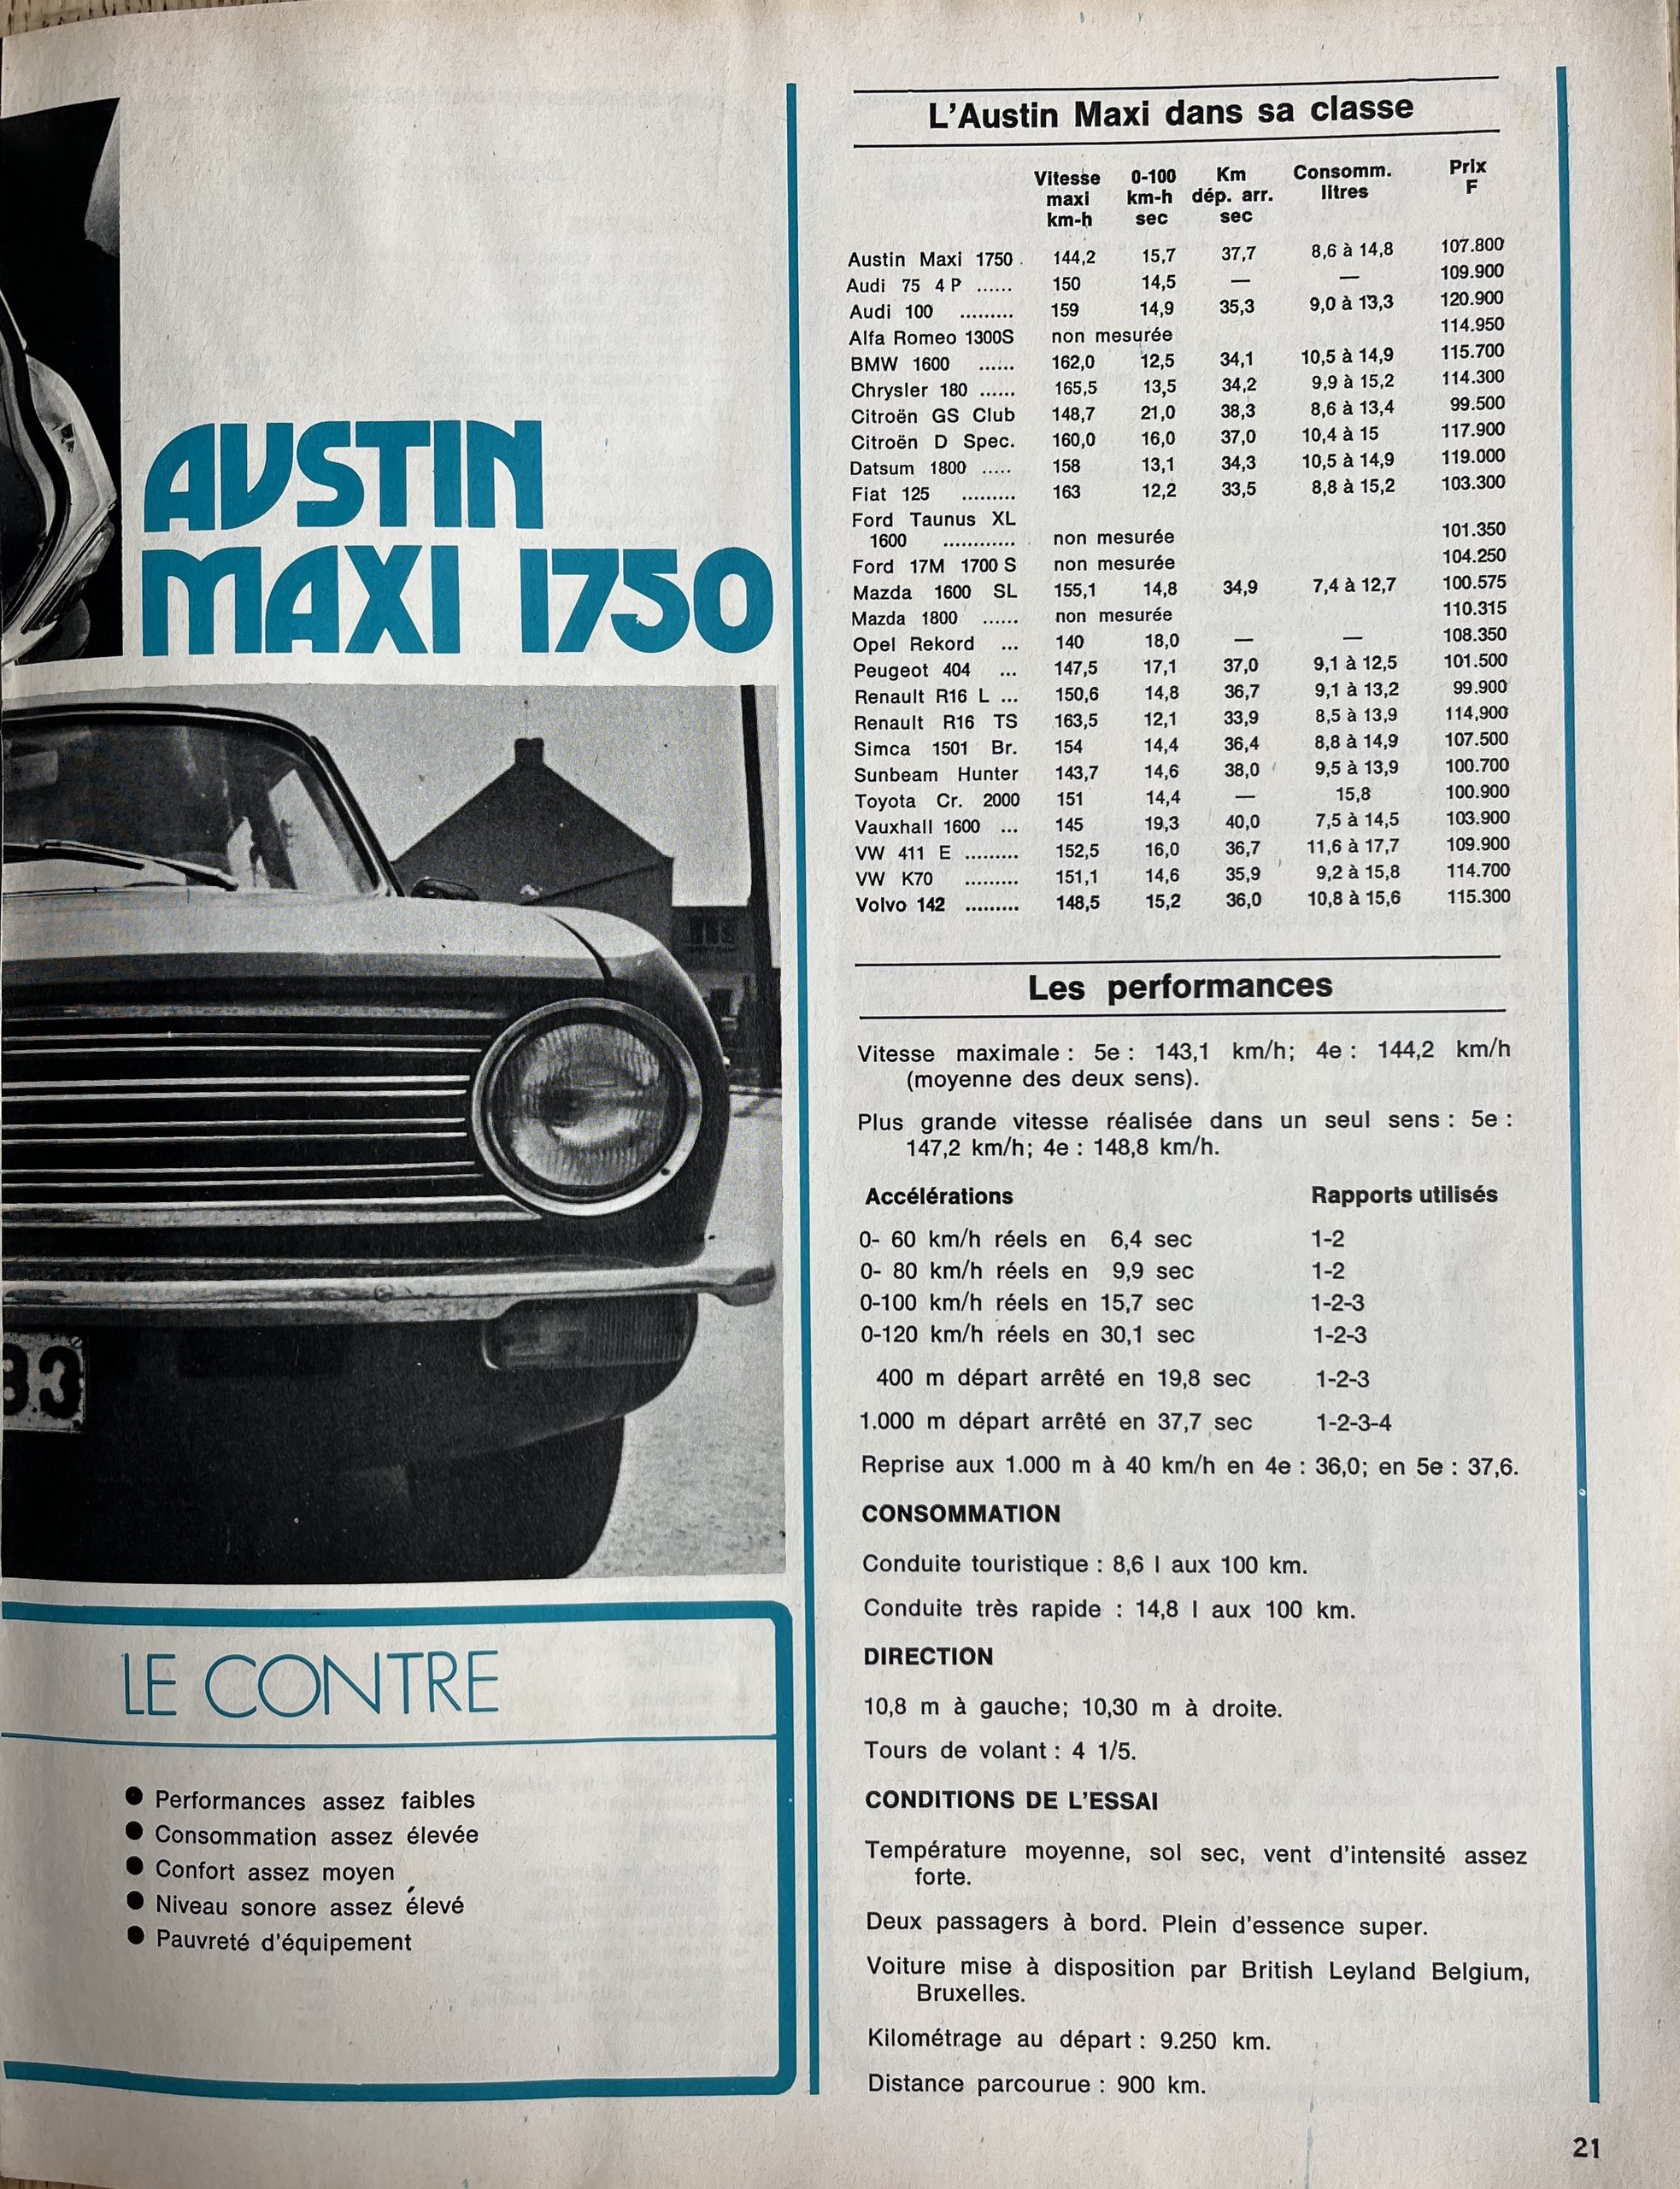 AUSTIN
MAXI 1750
33
LE CONTRE
● Performances assez faibles
● Consommation assez élevée
● Confort assez moyen
● Niveau sonore assez élevé
● Pauvreté d'équipement
L'Austin Maxi dans sa classe
Vitesse maxi km-h 0-100 km-h sec Km dép. arr. sec Consomm. litres Prix F
Austin Maxi 1750 . 144,2 15,7 37,7 8,6 à 14,8 107.800
Audi 75 4 P ...... 150 14,5 — — 109.900
Audi 100 ......... 159 14,9 35,3 9,0 à 13,3 120.900
Alfa Romeo 1300S non mesurée 114.950
BMW 1600 ...... 162,0 12,5 34,1 10,5 à 14,9 115.700
Chrysler 180 ...... 165,5 13,5 34,2 9,9 à 15,2 114.300
Citroën GS Club 148,7 21,0 38,3 8,6 à 13,4 99.500
Citroën D Spec. 160,0 16,0 37,0 10,4 à 15 117.900
Datsum 1800 ..... 158 13,1 34,3 10,5 à 14,9 119.000
Fiat 125 ......... 163 12,2 33,5 8,8 à 15,2 103.300
Ford Taunus XL
1600 ............ non mesurée 101.350
Ford 17M 1700 S non mesurée 104.250
Mazda 1600 SL 155,1 14,8 34,9 7,4 à 12,7 100.575
Mazda 1800 ...... non mesurée 110.315
Opel Rekord ... 140 18,0 — — 108.350
Peugeot 404 ... 147,5 17,1 37,0 9,1 à 12,5 101.500
Renault R16 L ... 150,6 14,8 36,7 9,1 à 13,2 99.900
Renault R16 TS 163,5 12,1 33,9 8,5 à 13,9 114,900
Simca 1501 Br. 154 14,4 36,4 8,8 à 14,9 107.500
Sunbeam Hunter 143,7 14,6 38,0 9,5 à 13,9 100.700
Toyota Cr. 2000 151 14,4 — 15,8 100.900
Vauxhall 1600 ... 145 19,3 40,0 7,5 à 14,5 103.900
VW 411 E ......... 152,5 16,0 36,7 11,6 à 17,7 109.900
VW K70 ......... 151,1 14,6 35,9 9,2 à 15,8 114.700
Volvo 142 ......... 148,5 15,2 36,0 10,8 à 15,6 115.300
Les performances
Vitesse maximale : 5e : 143,1 km/h; 4e : 144,2 km/h
(moyenne des deux sens).
Plus grande vitesse réalisée dans un seul sens : 5e :
147,2 km/h; 4e : 148,8 km/h.
Accélérations Rapports utilisés
0- 60 km/h réels en 6,4 sec 1-2
0- 80 km/h réels en 9,9 sec 1-2
0-100 km/h réels en 15,7 sec 1-2-3
0-120 km/h réels en 30,1 sec 1-2-3
400 m départ arrêté en 19,8 sec 1-2-3
1.000 m départ arrêté en 37,7 sec 1-2-3-4
Reprise aux 1.000 m à 40 km/h en 4e : 36,0; en 5e : 37,6.
CONSOMMATION
Conduite touristique : 8,6 l aux 100 km.
Conduite très rapide : 14,8 l aux 100 km.
DIRECTION
10,8 m à gauche; 10,30 m à droite.
Tours de volant : 4 1/5.
CONDITIONS DE L'ESSAI
Température moyenne, sol sec, vent d'intensité assez
forte.
Deux passagers à bord. Plein d'essence super.
Voiture mise à disposition par British Leyland Belgium,
Bruxelles.
Kilométrage au départ : 9.250 km.
Distance parcourue : 900 km.
21